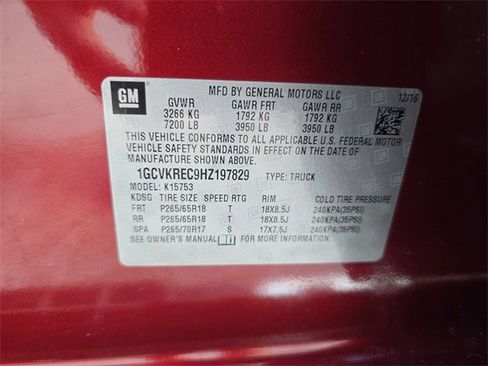 MFD BY GENERAL MOTORS LLC
GM
12/16
GVWR GAWR FRT GAWR RR
3266 KG 1792 KG 1792 KG
7200 LB 3950 LB 3950 LB
THIS VEHICLE CONFORMS TO ALL APPLICABLE U.S. FEDERAL MOTOR
VEHICLE SAFETY STANDARDS IN EFFECT ON THE DATE OF
MANUFACTURE SHOWN ABOVE.
1GCVKREC9HZ197829 TYPE: TRUCK
MODEL: K15753
KDSG TIRE SIZE SPEED RTG RIM COLD TIRE PRESSURE
FRT P265/65R18 T 18X8.5J 240KPA(35PSI)
RR P265/65R18 T 18X8.5J 240KPA(35PSI)
SPA P265/70R17 S 17X7.5J 240KPA(35PSI)
SEE OWNER'S MANUAL i FOR MORE INFORMATION.